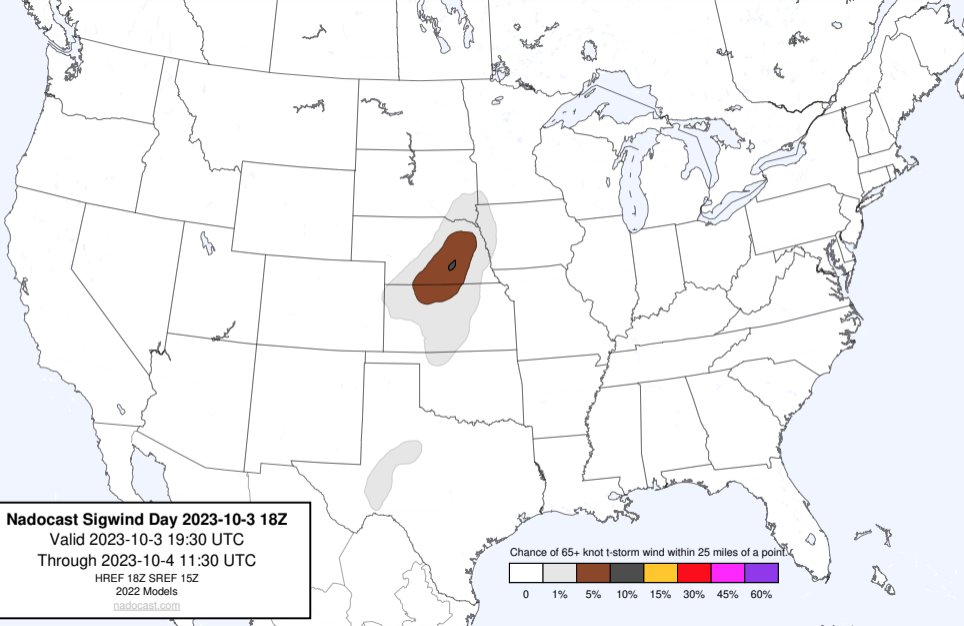 Nadocast Sigwind Day 2023-10-3 18Z
Valid 2023-10-3 19:30 UTC
Through 2023-10-4 11:30 UTC
HREF 18Z SREF 15Z
2022 Models
nadocast.com
Chance of 65+ knot t-storm wind within 25 miles of a point.
0 1% 5% 10% 15% 30% 45% 60%